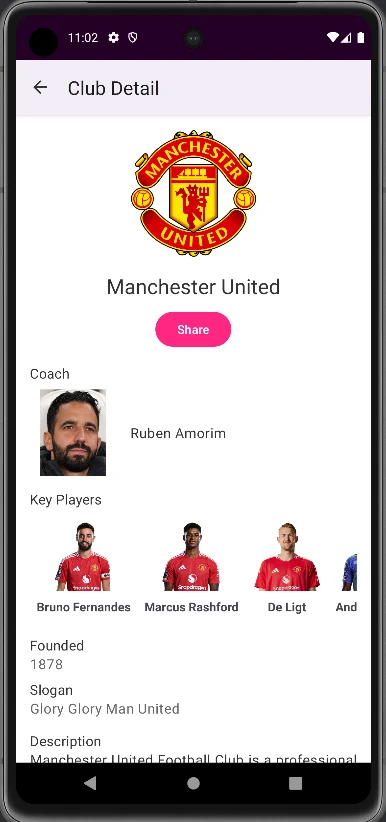 11:02
Club Detail
MANCHESTER
UNITED
Manchester United
Share
Coach
Ruben Amorim
Key Players
Bruno Fernandes
Marcus Rashford
De Ligt
And
Founded
1878
Slogan
Glory Glory Man United
Description
Manchester United Football Club is a professional